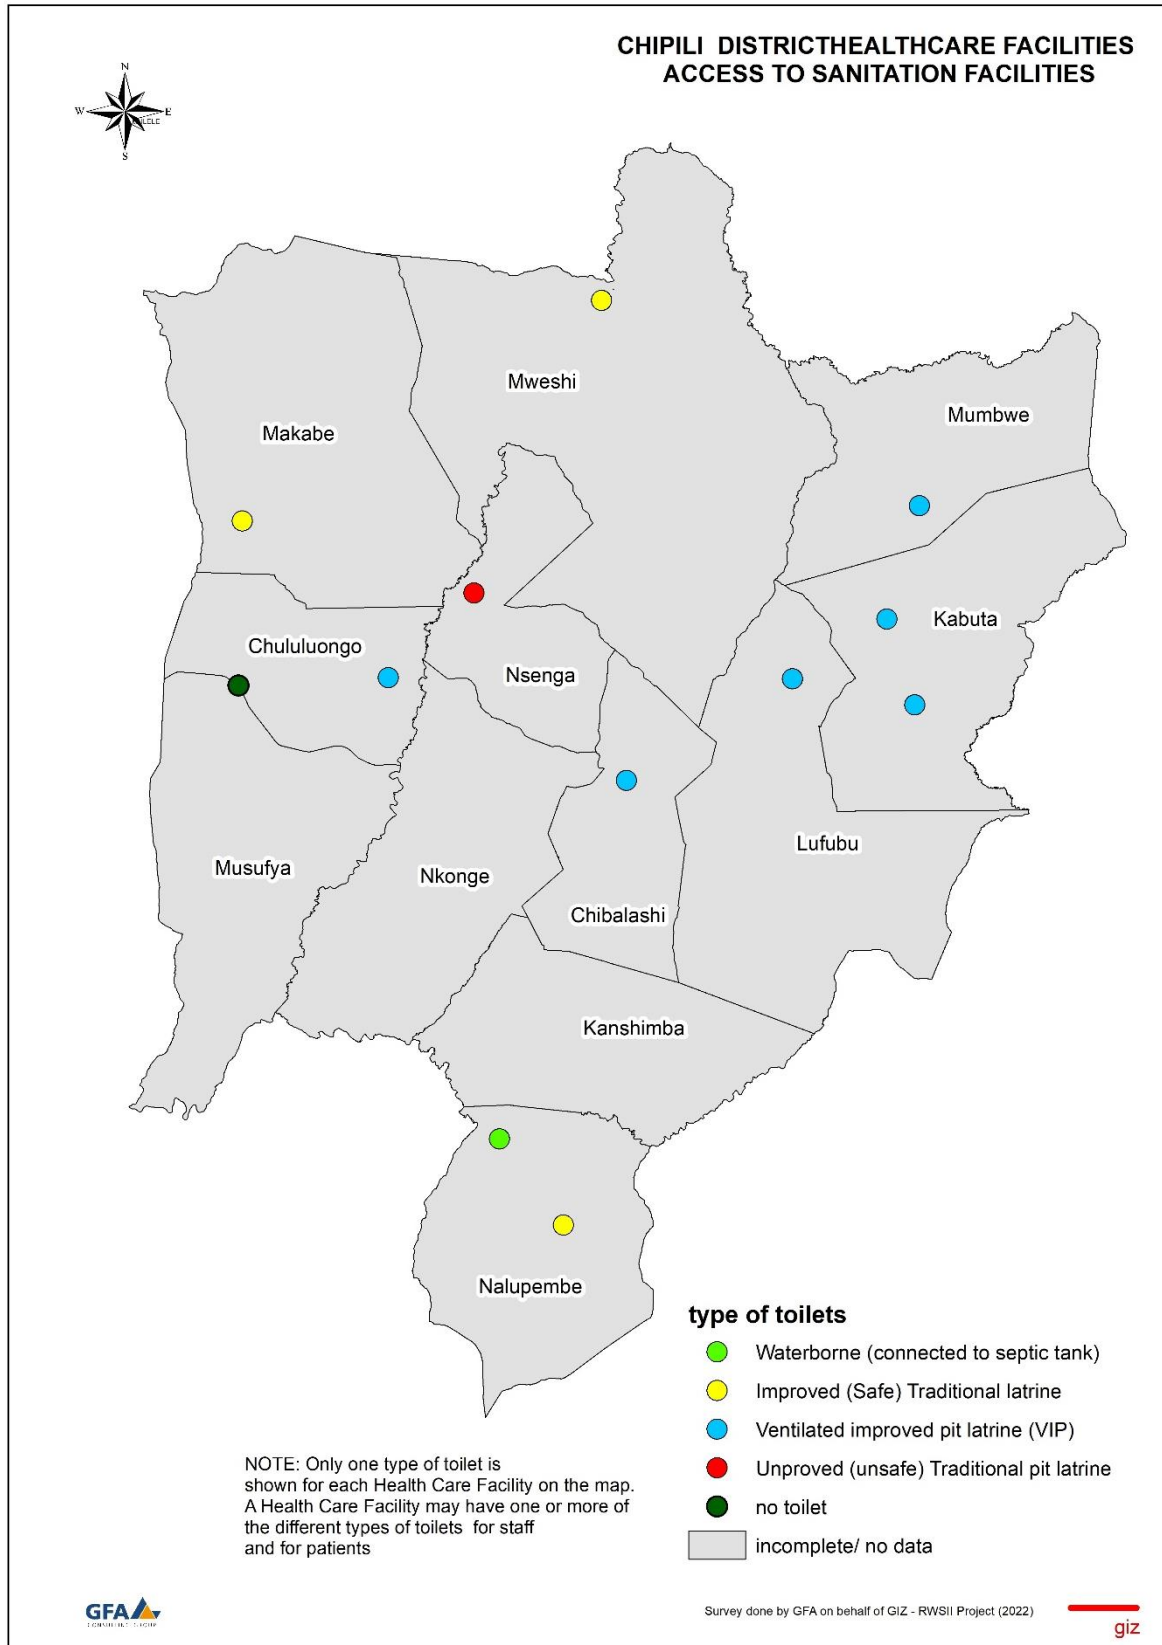 CHIPILI DISTRICTHEALTHCARE FACILITIES
ACCESS TO SANITATION FACILITIES
N
W
E
S
Mweshi
Mumbwe
Makabe
Kabuta
Chululuongo
Nsenga
Lufubu
Musufya
Nkonge
Chibalashi
Kanshimba
Nalupembe
type of toilets
Waterborne (connected to septic tank)
Improved (Safe) Traditional latrine
Ventilated improved pit latrine (VIP)
Unproved (unsafe) Traditional pit latrine
no toilet
incomplete/ no data
NOTE: Only one type of toilet is
shown for each Health Care Facility on the map.
A Health Care Facility may have one or more of
the different types of toilets for staff
and for patients
GFA
CONSULTING GROUP
Survey done by GFA on behalf of GIZ - RWSII Project (2022)
giz